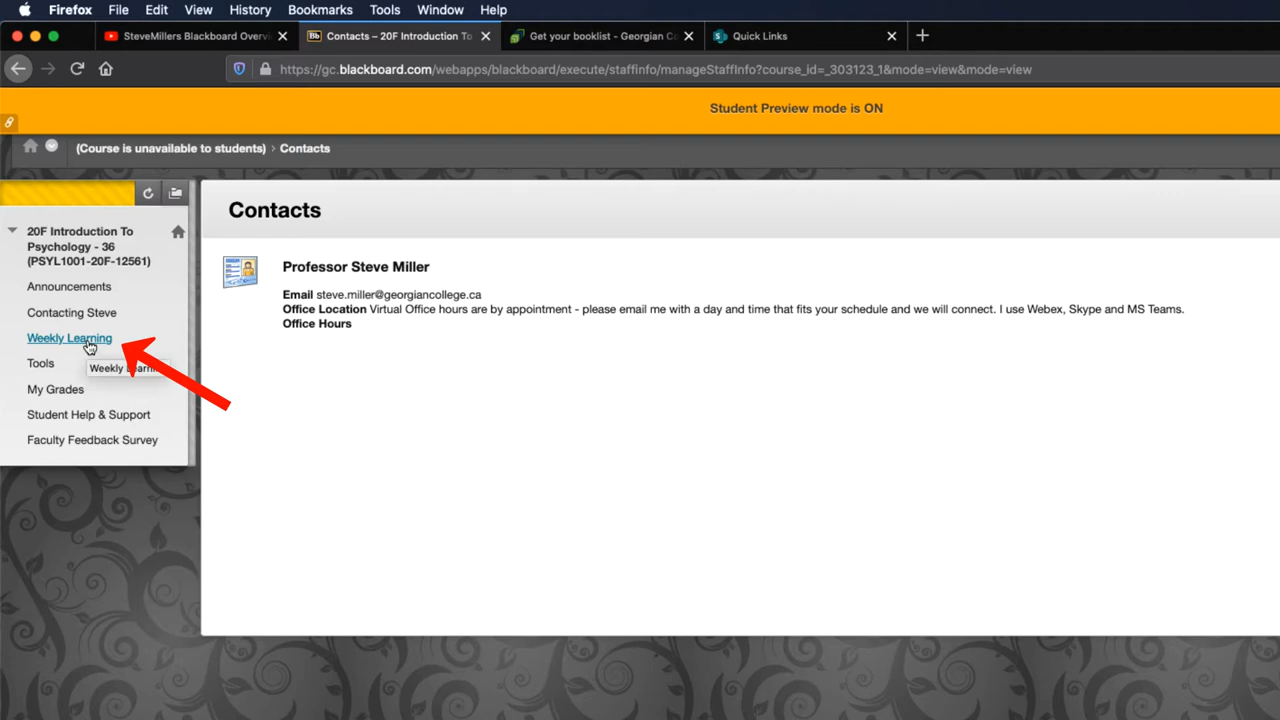 Firefox File Edit View History Bookmarks Tools Window Help
SteveMillers Blackboard Overvi
Contacts – 20F Introduction To
Get your booklist - Georgian Co
Quick Links
https://gc.blackboard.com/webapps/blackboard/execute/staffinfo/manageStaffInfo?course_id=_303123_1&mode=view&mode=view
Student Preview mode is ON
(Course is unavailable to students) › Contacts
20F Introduction To
Psychology - 36
(PSYL1001-20F-12561)
Announcements
Contacting Steve
Weekly Learning
Weekly
Tools
My Grades
Student Help & Support
Faculty Feedback Survey
Contacts
Professor Steve Miller
Email steve.miller@georgiancollege.ca
Office Location Virtual Office hours are by appointment - please email me with a day and time that fits your schedule and we will connect. I use Webex, Skype and MS Teams.
Office Hours